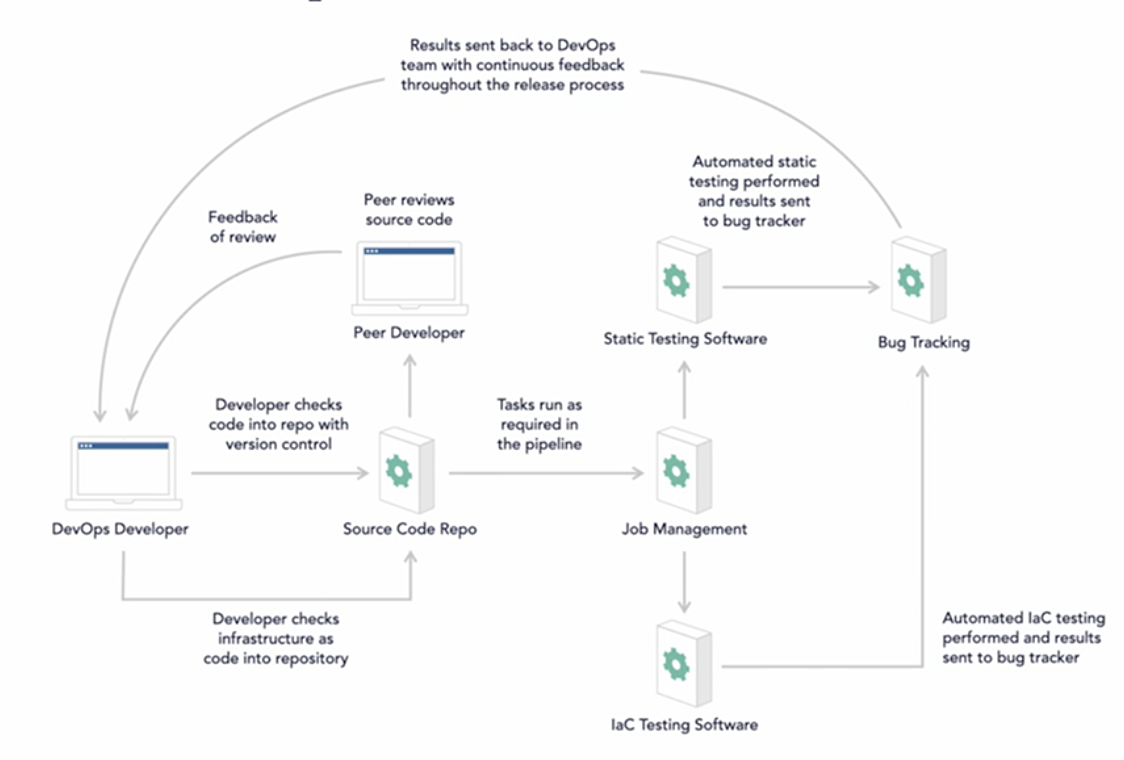 Results sent back to DevOps
team with continuous feedback
throughout the release process
Automated static
testing performed
and results sent
to bug tracker
Peer reviews
source code
Feedback
of review
Peer Developer
Static Testing Software
Bug Tracking
Developer checks
code into repo with
version control
Tasks run as
required in
the pipeline
DevOps Developer
Source Code Repo
Job Management
Developer checks
infrastructure as
code into repository
Automated IaC testing
performed and results
sent to bug tracker
IaC Testing Software